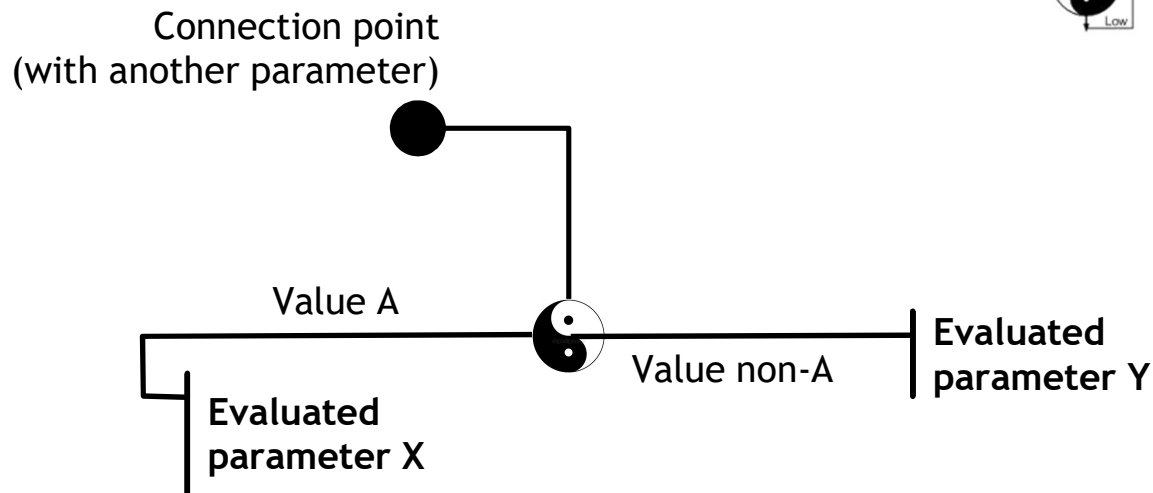 Low
Connection point
(with another parameter)
Value A
Value non-A
Evaluated
parameter Y
Evaluated
parameter X